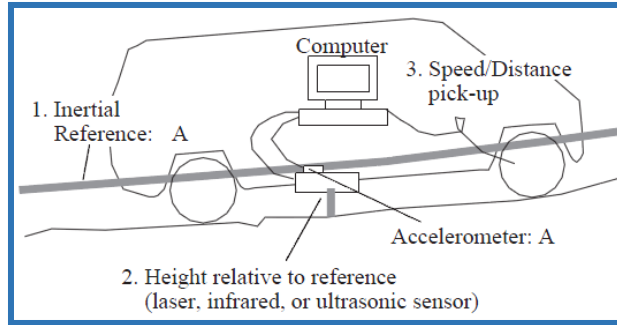 Computer
3. Speed/Distance
pick-up
1. Inertial
Reference: A
Accelerometer: A
2. Height relative to reference
(laser, infrared, or ultrasonic sensor)